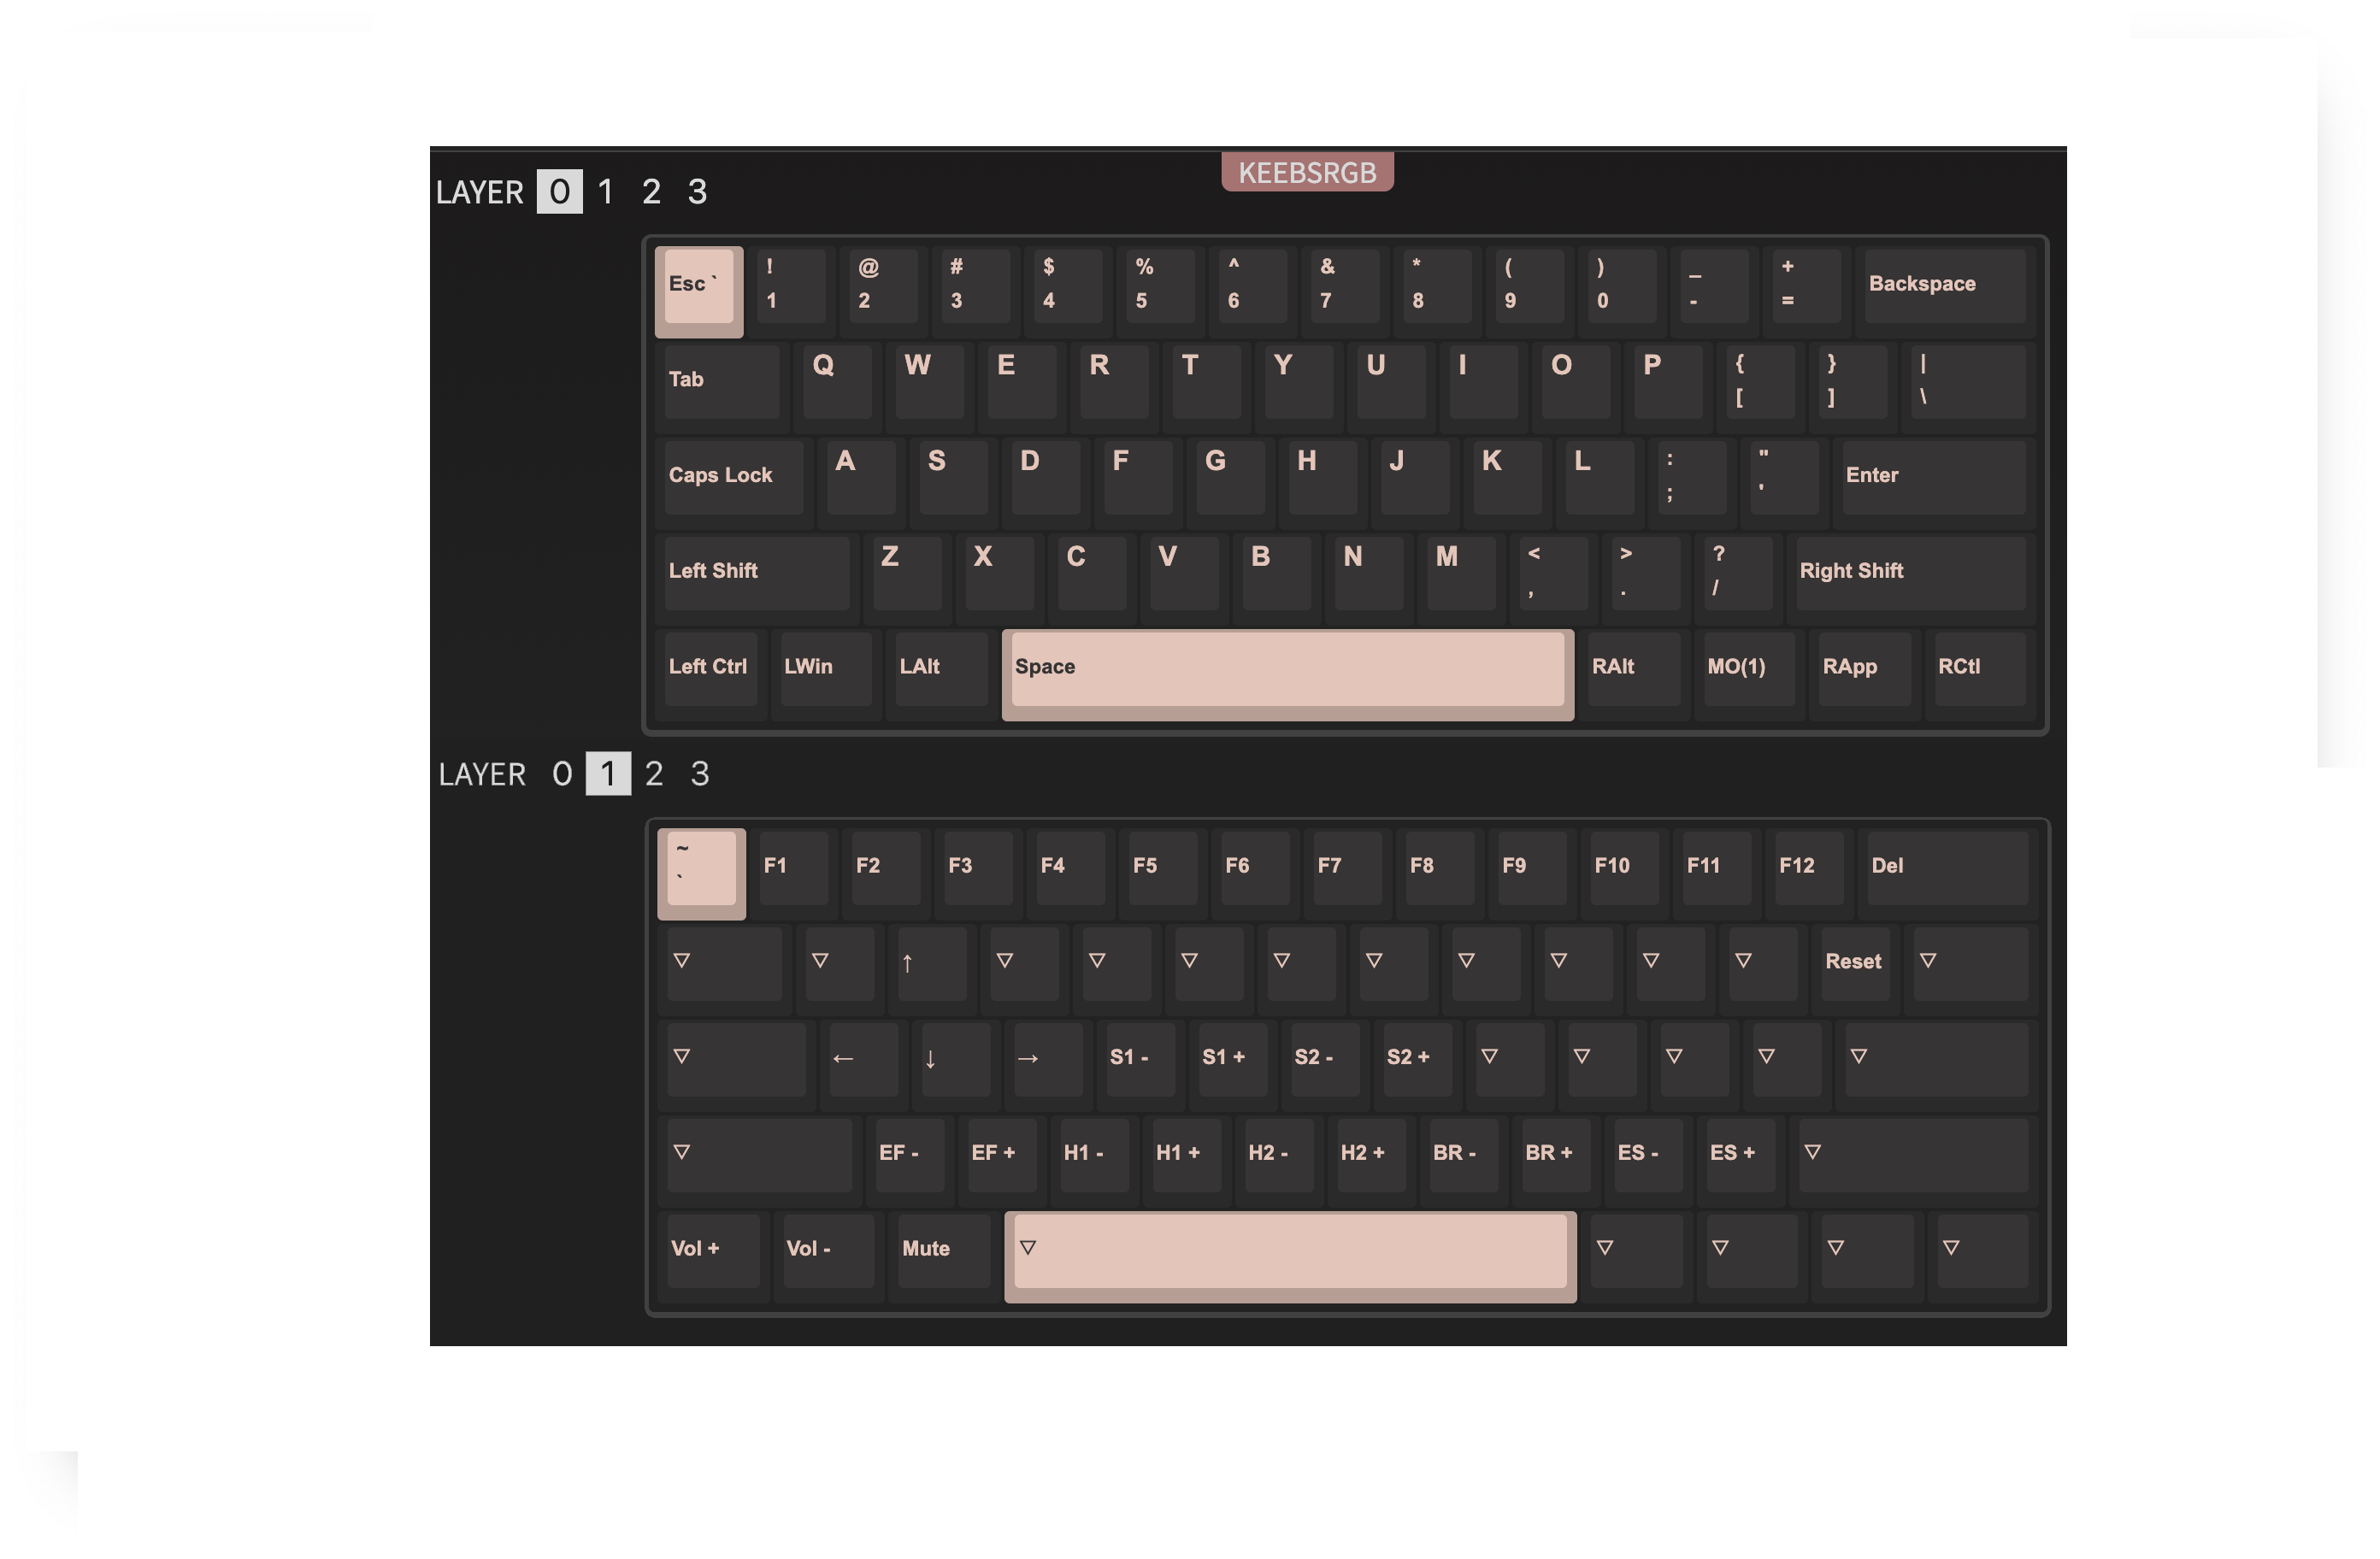 KEEBSRGB
LAYER 0 1 2 3
Esc ` ! 1 @ 2 # 3 $ 4 % 5 ^ 6 & 7 * 8 ( 9 ) 0 _ - + = Backspace
Tab Q W E R T Y U I O P { [ } ] | \
Caps Lock A S D F G H J K L : ; " ' Enter
Left Shift Z X C V B N M < , > . ? / Right Shift
Left Ctrl LWin LAlt Space RAlt MO(1) RApp RCtl
LAYER 0 1 2 3
~ ` F1 F2 F3 F4 F5 F6 F7 F8 F9 F10 F11 F12 Del
▽ ▽ ↑ ▽ ▽ ▽ ▽ ▽ ▽ ▽ ▽ ▽ Reset ▽
▽ ← ↓ → S1 - S1 + S2 - S2 + ▽ ▽ ▽ ▽ ▽
▽ EF - EF + H1 - H1 + H2 - H2 + BR - BR + ES - ES + ▽
Vol + Vol - Mute ▽ ▽ ▽ ▽ ▽